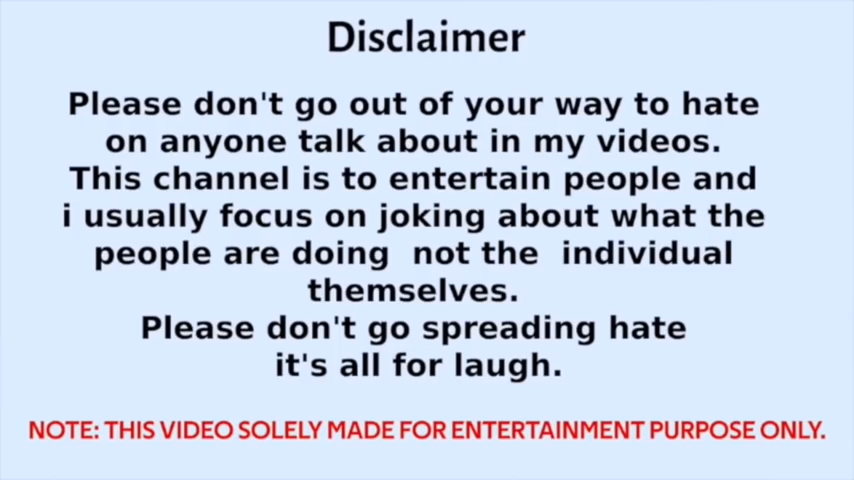 Disclaimer
Please don't go out of your way to hate
on anyone talk about in my videos.
This channel is to entertain people and
i usually focus on joking about what the
people are doing not the individual
themselves.
Please don't go spreading hate
it's all for laugh.
NOTE: THIS VIDEO SOLELY MADE FOR ENTERTAINMENT PURPOSE ONLY.